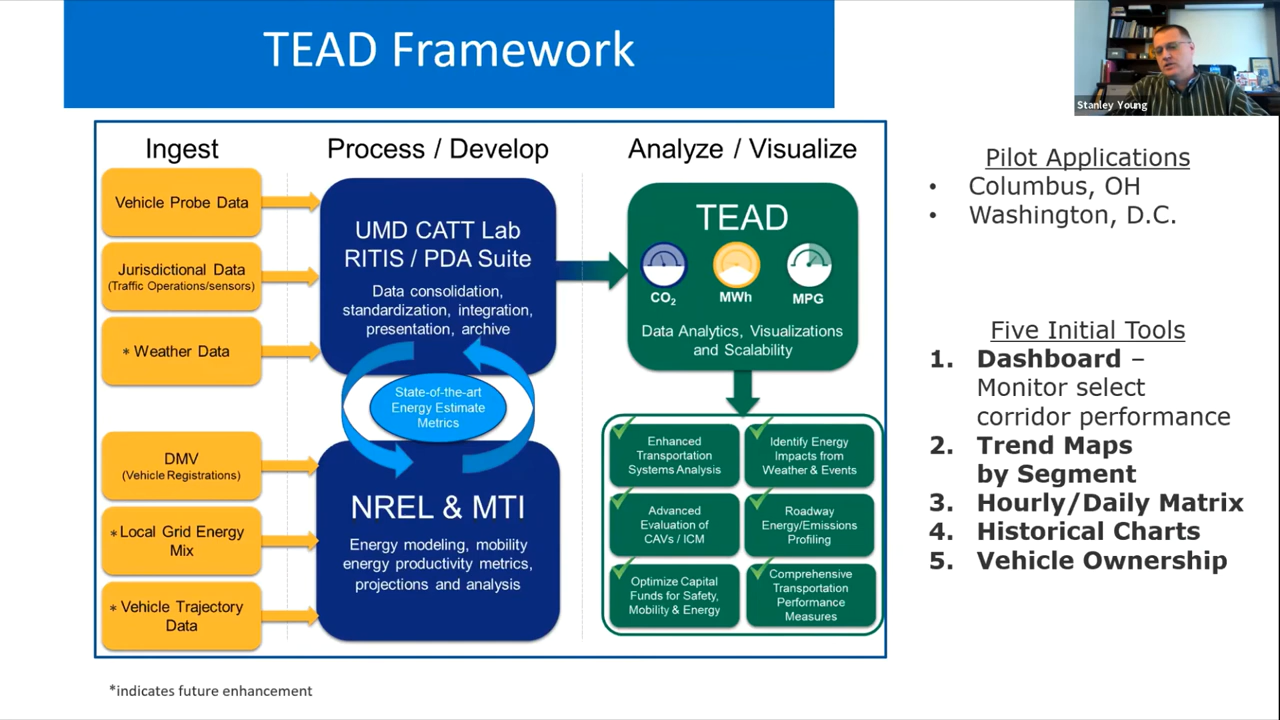 TEAD Framework
Stanley Young
Ingest
Process / Develop
Analyze / Visualize
Vehicle Probe Data
Jurisdictional Data
(Traffic Operations/sensors)
* Weather Data
DMV
(Vehicle Registrations)
*Local Grid Energy
Mix
* Vehicle Trajectory
Data
UMD CATT Lab
RITIS / PDA Suite
Data consolidation,
standardization, integration,
presentation, archive
State-of-the-art
Energy Estimate
Metrics
NREL & MTI
Energy modeling, mobility
energy productivity metrics,
projections and analysis
TEAD
CO₂
MWh
MPG
Data Analytics, Visualizations
and Scalability
Enhanced
Transportation
Systems Analysis
Identify Energy
Impacts from
Weather & Events
Advanced
Evaluation of
CAVs / ICM
Roadway
Energy/Emissions
Profiling
Optimize Capital
Funds for Safety,
Mobility & Energy
Comprehensive
Transportation
Performance
Measures
Pilot Applications
• Columbus, OH
• Washington, D.C.
Five Initial Tools
1. Dashboard –
Monitor select
corridor performance
2. Trend Maps
by Segment
3. Hourly/Daily Matrix
4. Historical Charts
5. Vehicle Ownership
*indicates future enhancement